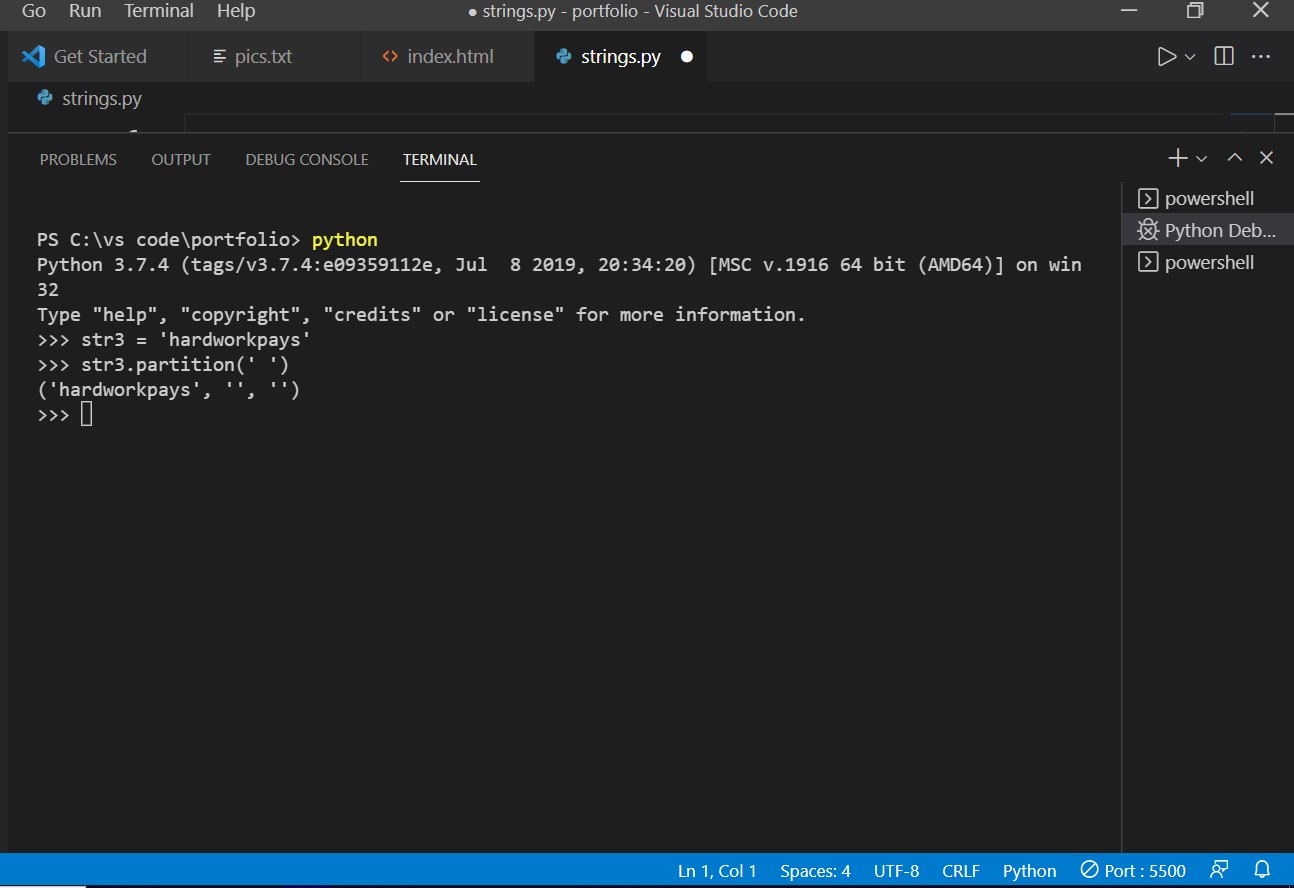 Go Run Terminal Help
● strings.py - portfolio - Visual Studio Code
Get Started
pics.txt
index.html
strings.py
strings.py
PROBLEMS OUTPUT DEBUG CONSOLE TERMINAL
PS C:\vs code\portfolio> python
Python 3.7.4 (tags/v3.7.4:e09359112e, Jul  8 2019, 20:34:20) [MSC v.1916 64 bit (AMD64)] on win
32
Type "help", "copyright", "credits" or "license" for more information.
>>> str3 = 'hardworkpays'
>>> str3.partition(' ')
('hardworkpays', '', '')
>>>
powershell
Python Deb...
powershell
Ln 1, Col 1 Spaces: 4 UTF-8 CRLF Python Port : 5500